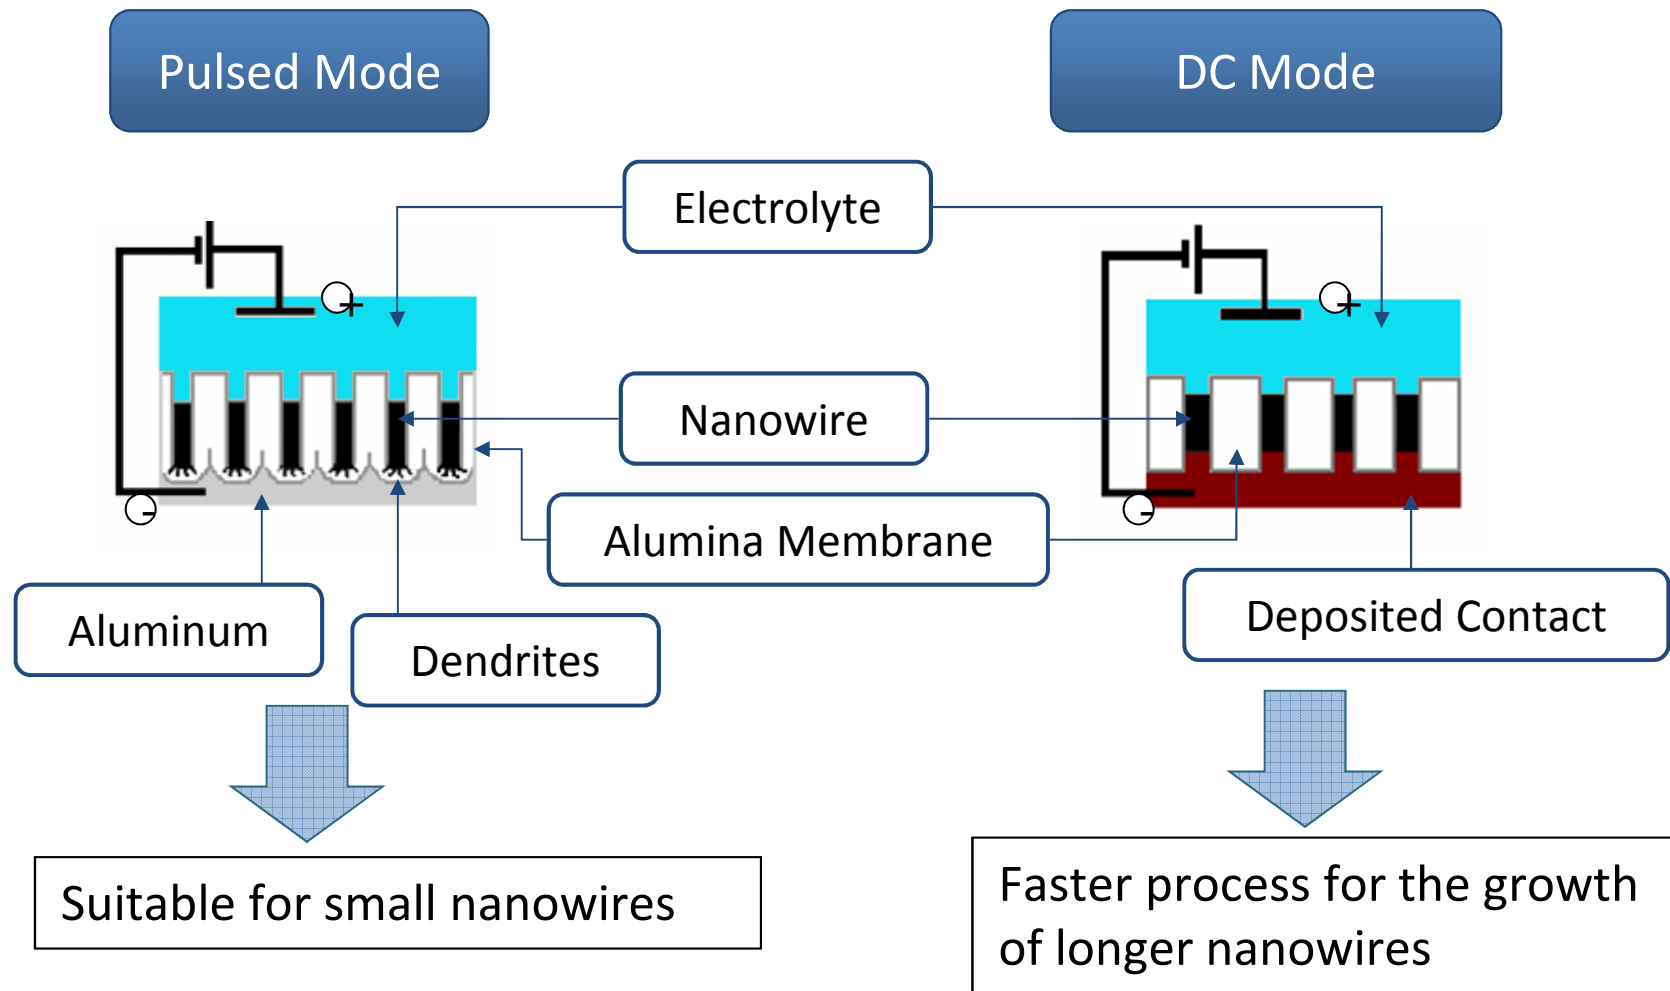 Pulsed Mode
DC Mode
Electrolyte
+
+
Nanowire
Alumina Membrane
-
-
Aluminum
Dendrites
Deposited Contact
Suitable for small nanowires
Faster process for the growth
of longer nanowires